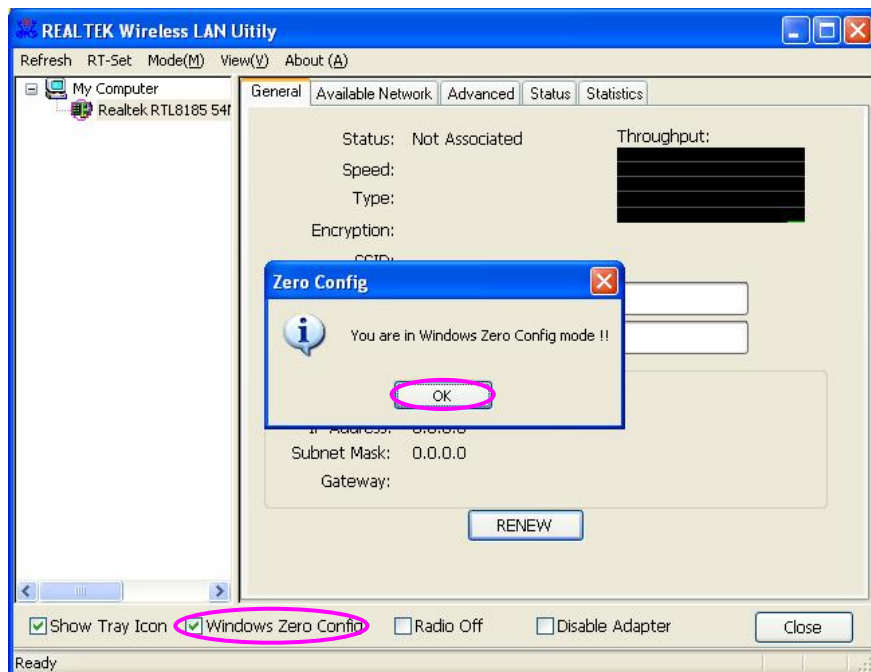 REALTEK Wireless LAN Uitily
Refresh RT-Set Mode(M) View(V) About (A)
My Computer
Realtek RTL8185 54M
General Available Network Advanced Status Statistics
Status: Not Associated
Throughput:
Speed:
Type:
Encryption:
SSID:
Zero Config
You are in Windows Zero Config mode !!
OK
IP Address: 0.0.0.0
Subnet Mask: 0.0.0.0
Gateway:
RENEW
Show Tray Icon Windows Zero Config Radio Off Disable Adapter Close
Ready